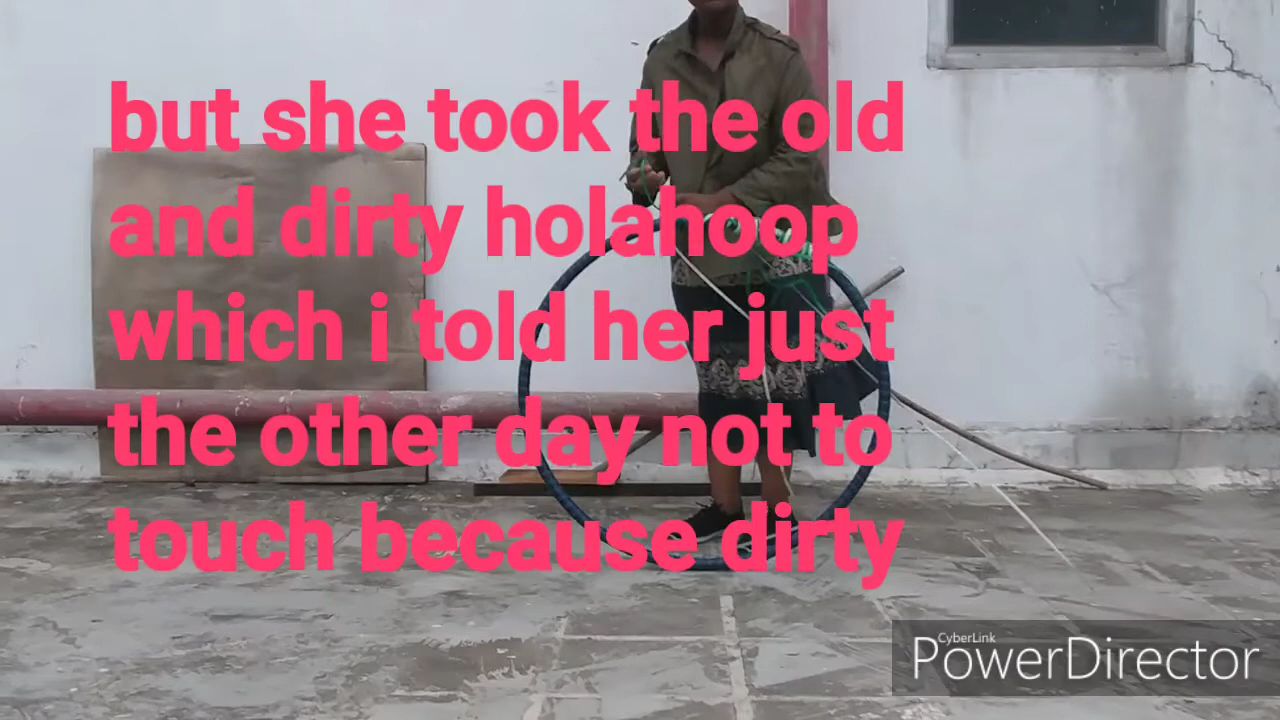 but she took the old
and dirty holahoop
which i told her just
the other day not to
touch because dirty
CyberLink
PowerDirector